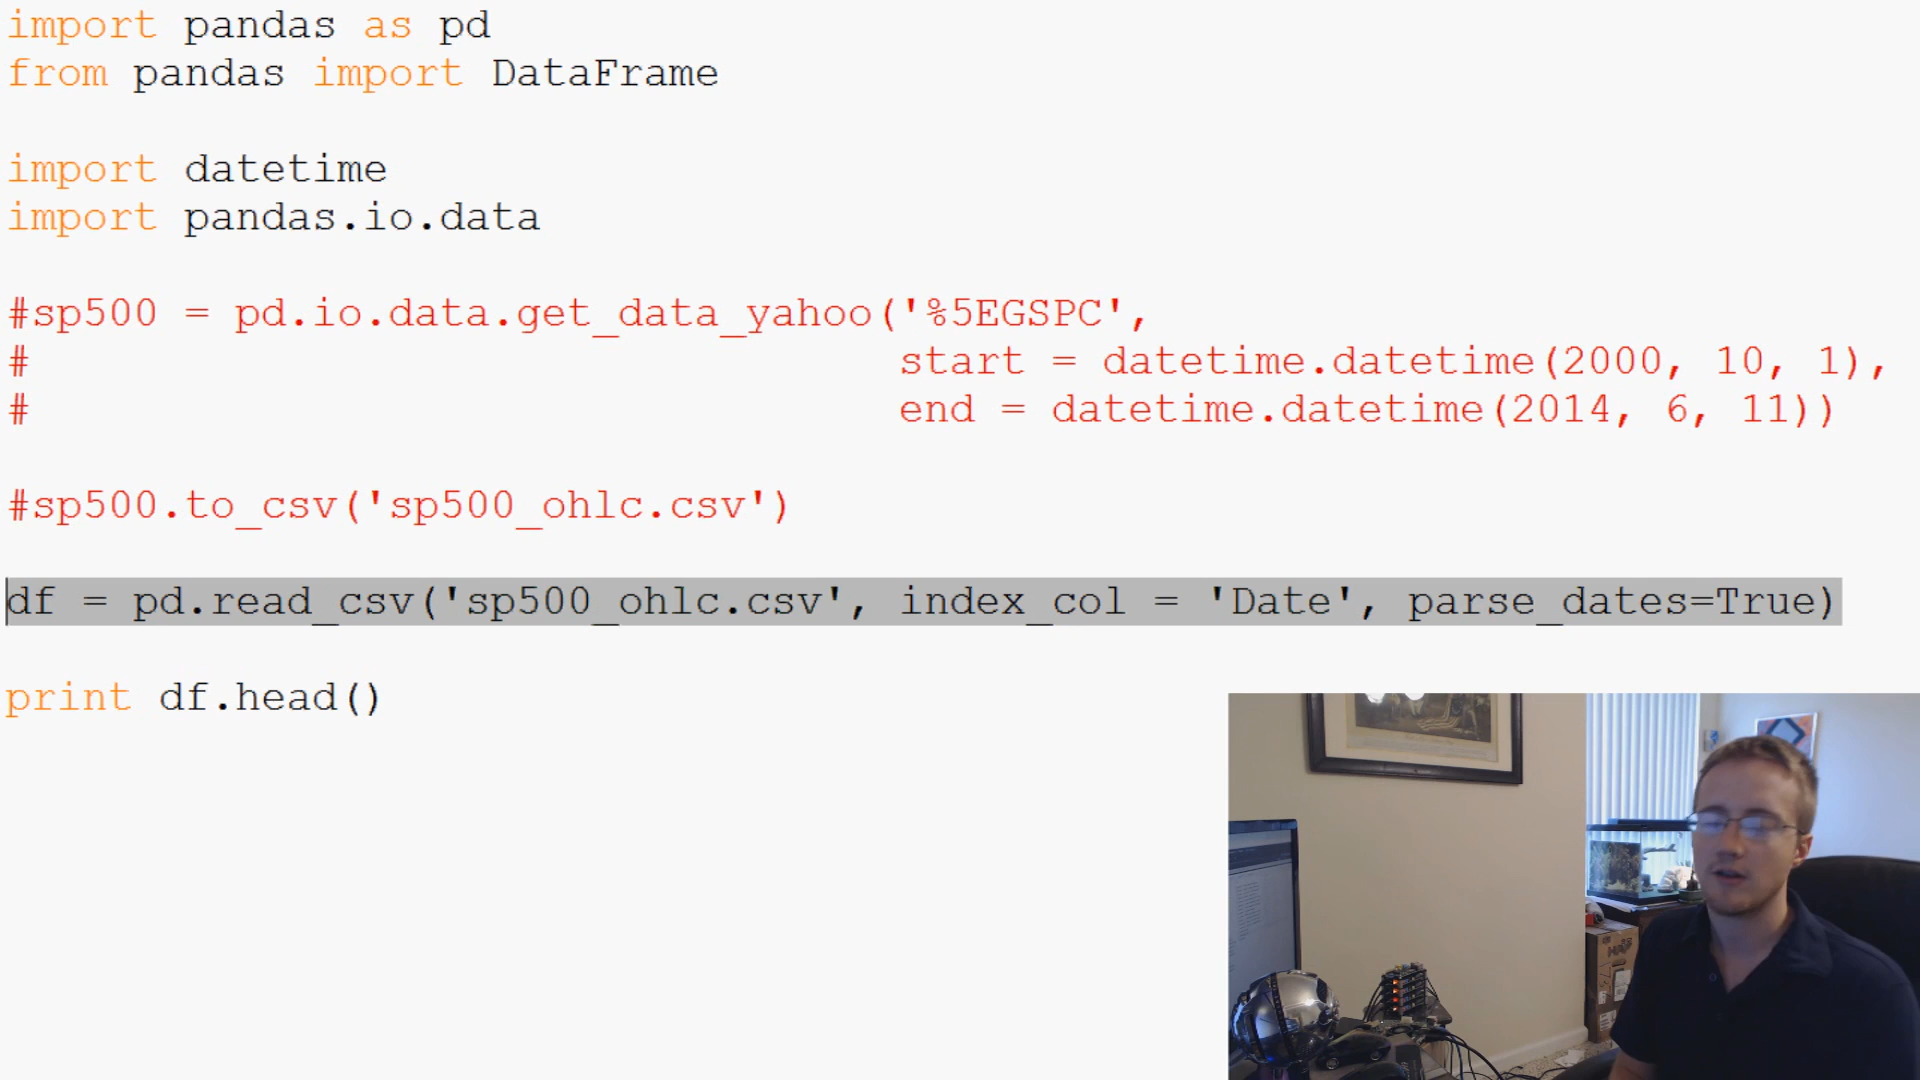 import pandas as pd
from pandas import DataFrame
import datetime
import pandas.io.data
#sp500 = pd.io.data.get_data_yahoo('%5EGSPC',
# start = datetime.datetime(2000, 10, 1),
# end = datetime.datetime(2014, 6, 11))
#sp500.to_csv('sp500_ohlc.csv')
df = pd.read_csv('sp500_ohlc.csv', index_col = 'Date', parse_dates=True)
print df.head()